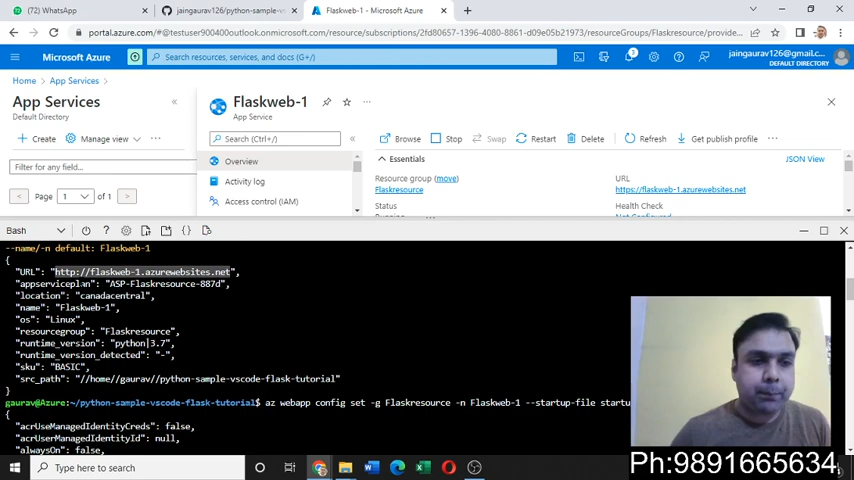 (72) WhatsApp
jaingaurav126/python-sample-vs
Flaskweb-1 - Microsoft Azure
portal.azure.com/#@testuser900400outlook.onmicrosoft.com/resource/subscriptions/2fd80657-1396-4080-8861-d09e05b21973/resourceGroups/Flaskresource/provide...
Microsoft Azure
Search resources, services, and docs (G+/)
3
jaingaurav126@gmail.c...
DEFAULT DIRECTORY
Home > App Services >
App Services
Default Directory
Flaskweb-1
App Service
Create
Manage view
Search (Ctrl+/)
Browse
Stop
Swap
Restart
Delete
Refresh
Get publish profile
Filter for any field...
Overview
Essentials
JSON View
Page 1 of 1
Activity log
Access control (IAM)
Resource group (move)
Flaskresource
Status
Running
URL
https://flaskweb-1.azurewebsites.net
Health Check
Not Configured
Bash
--name/-n default: Flaskweb-1
{
"URL": "http://flaskweb-1.azurewebsites.net",
"appserviceplan": "ASP-Flaskresource-887d",
"location": "canadacentral",
"name": "Flaskweb-1",
"os": "Linux",
"resourcegroup": "Flaskresource",
"runtime_version": "python|3.7",
"runtime_version_detected": "-",
"sku": "BASIC",
"src_path": "//home//gaurav//python-sample-vscode-flask-tutorial"
}
gaurav@Azure:~/python-sample-vscode-flask-tutorial$ az webapp config set -g Flaskresource -n Flaskweb-1 --startup-file startu
{
"acrUseManagedIdentityCreds": false,
"acrUserManagedIdentityId": null,
"alwaysOn": false,
Ph:9891665634
Type here to search